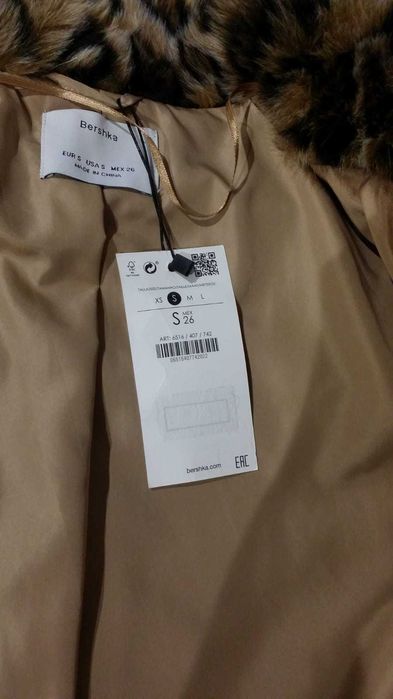 Bershka
EUR S USA S MEX 26
MADE IN CHINA
XS S M L
MEX
S 26
ART: 6516 / 407 / 742
bershka.com
EAC